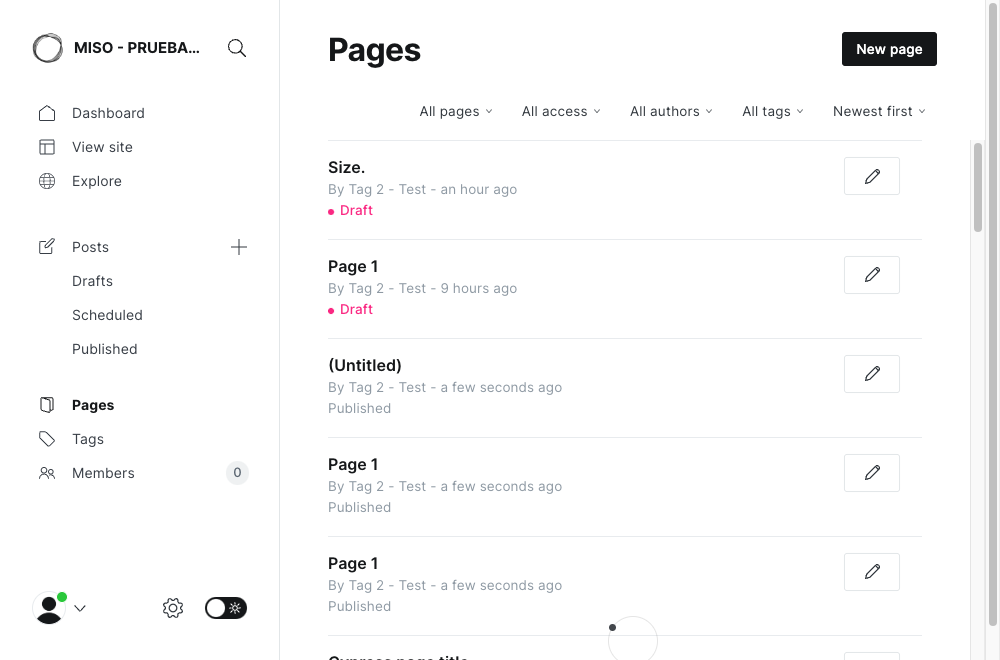 MISO - PRUEBA...
Dashboard
View site
Explore
Posts
Drafts
Scheduled
Published
Pages
Tags
Members
0
Pages
New page
All pages
All access
All authors
All tags
Newest first
Size.
By Tag 2 - Test - an hour ago
Draft
Page 1
By Tag 2 - Test - 9 hours ago
Draft
(Untitled)
By Tag 2 - Test - a few seconds ago
Published
Page 1
By Tag 2 - Test - a few seconds ago
Published
Page 1
By Tag 2 - Test - a few seconds ago
Published
Cypress page title